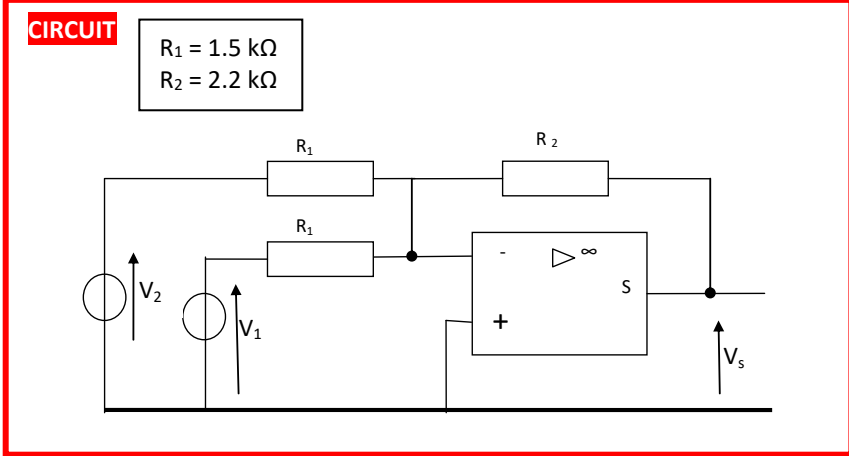 CIRCUIT
R₁ = 1.5 kΩ
R₂ = 2.2 kΩ
R₁
R ₂
R₁
- ▷ ∞
S
+
V₂
V₁
Vₛ